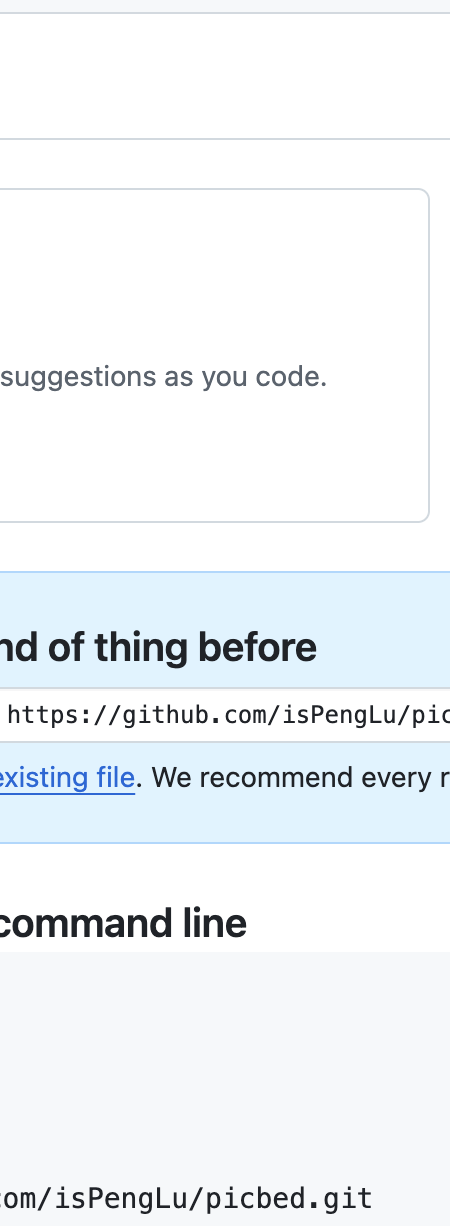 suggestions as you code.
nd of thing before
https://github.com/isPengLu/pic
existing file. We recommend every r
command line
com/isPengLu/picbed.git